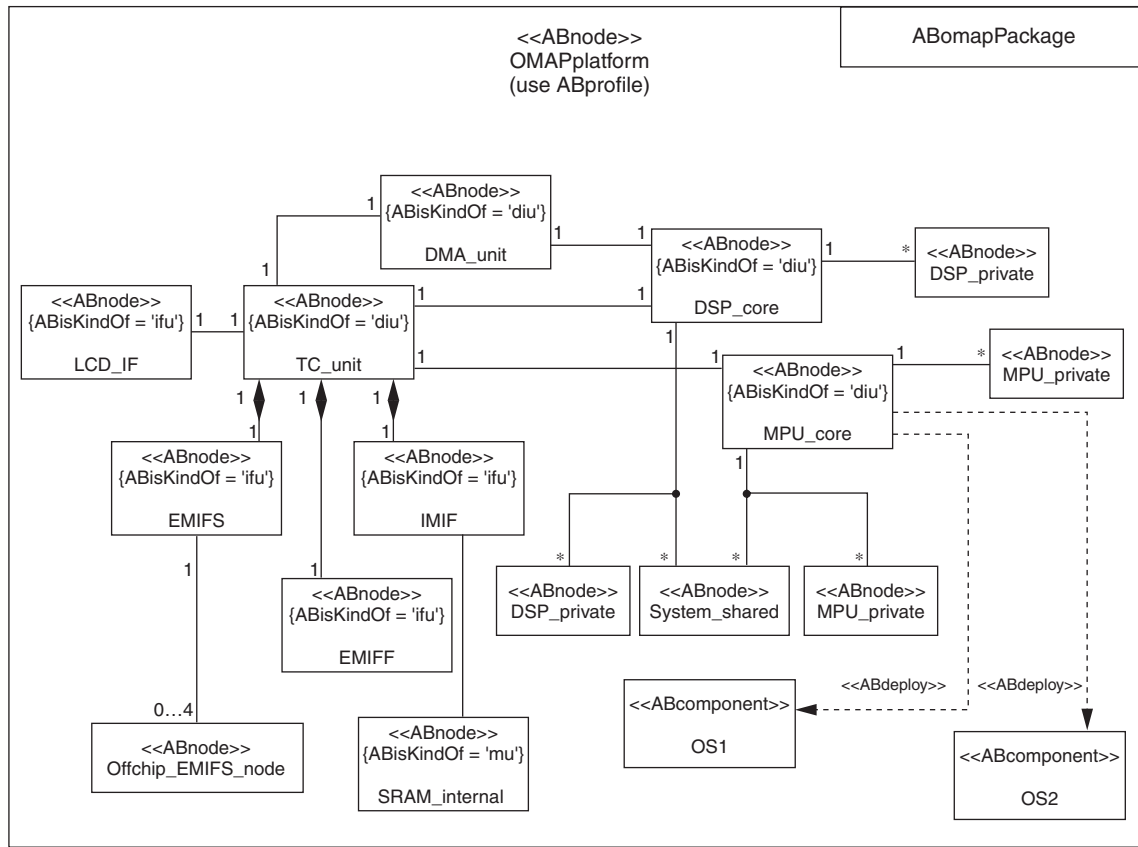 <<ABnode>>
OMAPplatform
(use ABprofile)
ABomapPackage
<<ABnode>>
{ABisKindOf = 'diu'}
DMA_unit
1
1
1
1
<<ABnode>>
{ABisKindOf = 'diu'}
DSP_core
1
*
<<ABnode>>
DSP_private
<<ABnode>>
{ABisKindOf = 'ifu'}
LCD_IF
1
1
<<ABnode>>
{ABisKindOf = 'diu'}
TC_unit
1
1
1
1
1
<<ABnode>>
{ABisKindOf = 'diu'}
MPU_core
1
*
<<ABnode>>
MPU_private
1
1
1
1
1
1
<<ABnode>>
{ABisKindOf = 'ifu'}
EMIFS
<<ABnode>>
{ABisKindOf = 'ifu'}
IMIF
1
1
1
<<ABnode>>
{ABisKindOf = 'ifu'}
EMIFF
*
<<ABnode>>
DSP_private
*
*
<<ABnode>>
System_shared
*
<<ABnode>>
MPU_private
<<ABdeploy>>
<<ABdeploy>>
<<ABcomponent>>
OS1
<<ABcomponent>>
OS2
0...4
<<ABnode>>
Offchip_EMIFS_node
<<ABnode>>
{ABisKindOf = 'mu'}
SRAM_internal